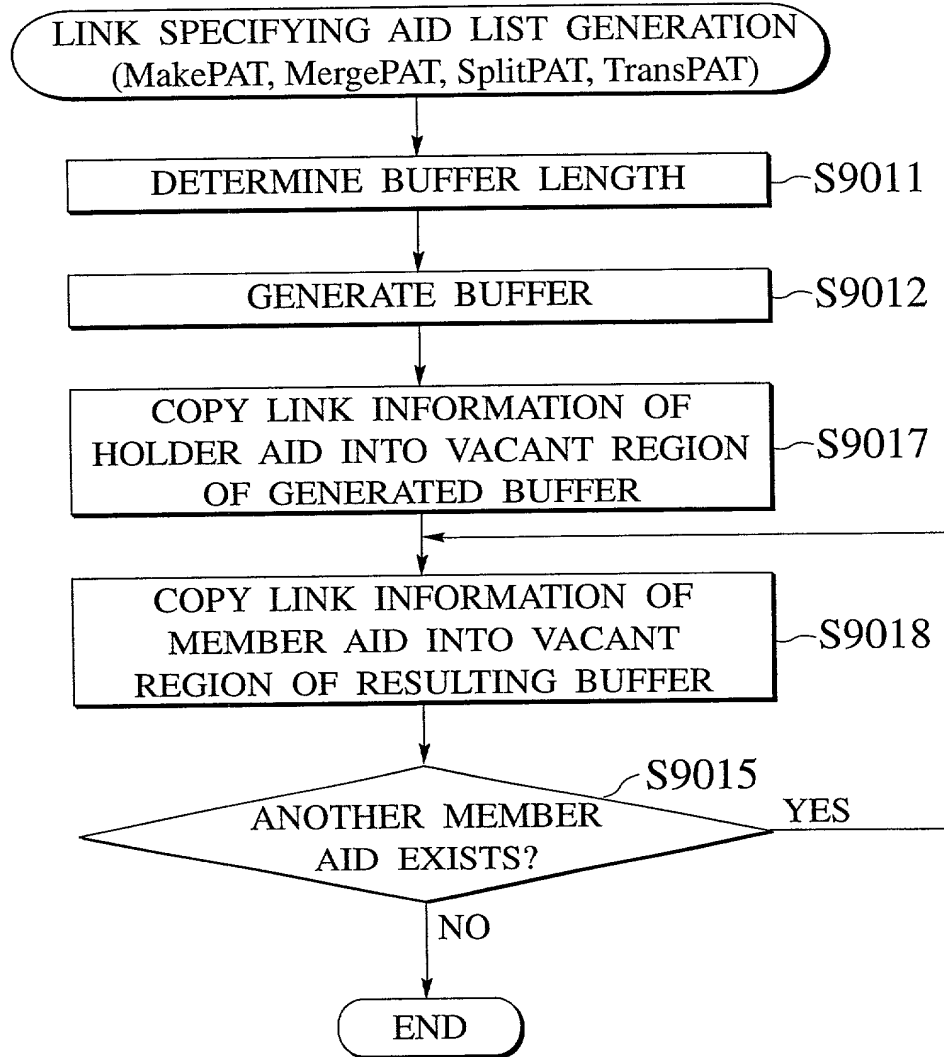 LINK SPECIFYING AID LIST GENERATION
(MakePAT, MergePAT, SplitPAT, TransPAT)
DETERMINE BUFFER LENGTH
S9011
GENERATE BUFFER
S9012
COPY LINK INFORMATION OF
HOLDER AID INTO VACANT REGION
OF GENERATED BUFFER
S9017
COPY LINK INFORMATION OF
MEMBER AID INTO VACANT
REGION OF RESULTING BUFFER
S9018
S9015
ANOTHER MEMBER
AID EXISTS?
YES
NO
END